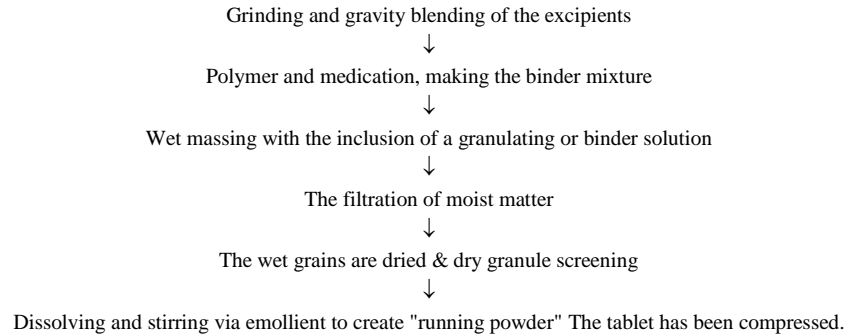 Grinding and gravity blending of the excipients
↓
Polymer and medication, making the binder mixture
↓
Wet massing with the inclusion of a granulating or binder solution
↓
The filtration of moist matter
↓
The wet grains are dried & dry granule screening
↓
Dissolving and stirring via emollient to create "running powder" The tablet has been compressed.